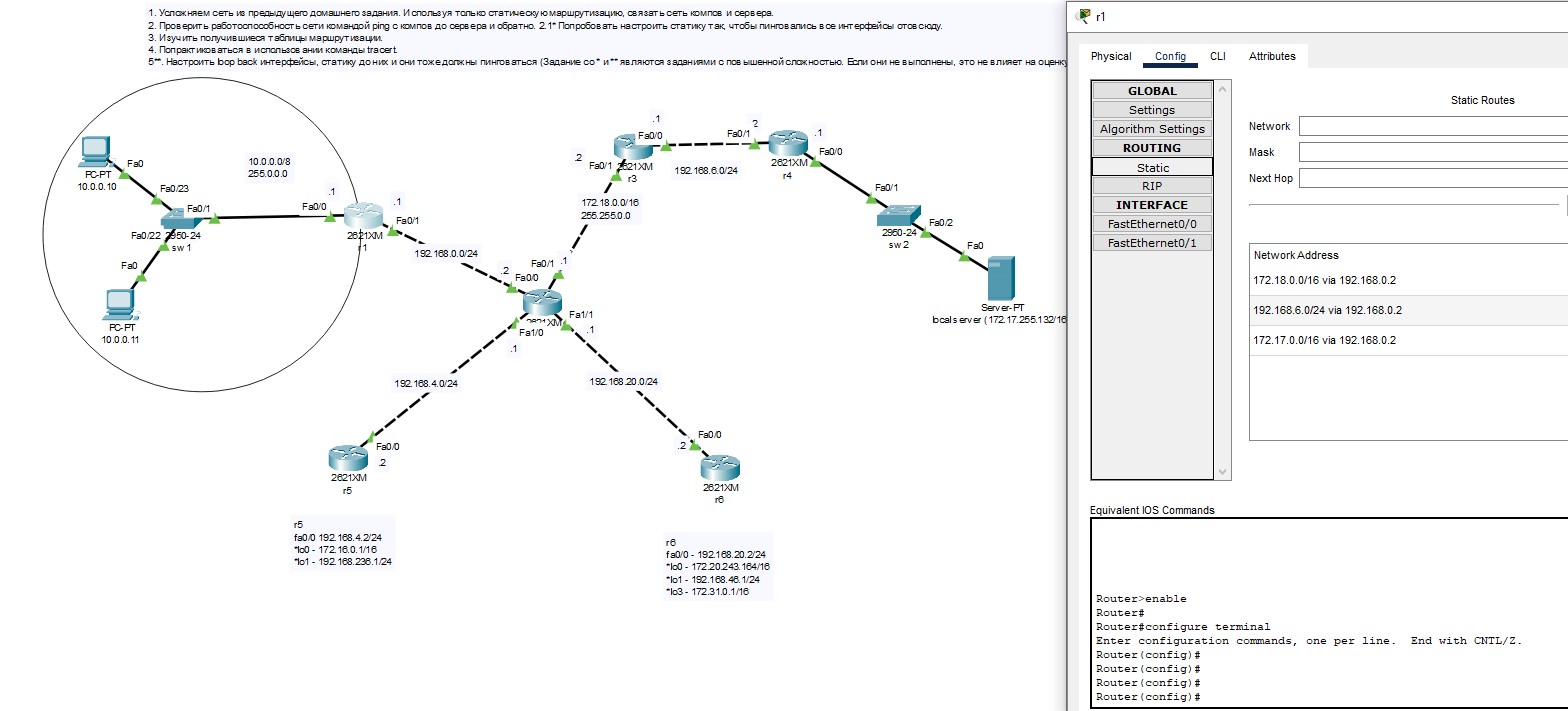 1. Усложняем сеть из предыдущего домашнего задания. Используя только статическую маршрутизацию, связать сеть компов и сервера.
2. Проверить работоспособность сети командой ping с компов до сервера и обратно. 2.1* Попробовать настроить статику так, чтобы пинговались все интерфейсы отовсюду.
3. Изучить получившиеся таблицы маршрутизации.
4. Попрактиковаться в использовании команды tracert.
5**. Настроить loop back интерфейсы, статику до них и они тоже должны пинговаться (Задание со * и ** являются заданиями с повышенной сложностью. Если они не выполнены, это не влияет на оценку
PC-PT
10.0.0.10
Fa0
Fa0/23
10.0.0.0/8
255.0.0.0
Fa0/1
2950-24
sw 1
Fa0/22
Fa0
PC-PT
10.0.0.11
.1
Fa0/0
2621XM
r1
.1
Fa0/1
192.168.0.0/24
.2
Fa0/0
Fa0/1
.1
2621XM
Fa1/0
.1
Fa1/1
.1
172.18.0.0/16
255.255.0.0
.2
Fa0/1
.1
Fa0/0
2621XM
r3
192.168.6.0/24
.2
Fa0/1
2621XM
r4
.1
Fa0/0
Fa0/1
2950-24
sw 2
Fa0/2
Fa0
Server-PT
local server (172.17.255.132/16
192.168.4.0/24
Fa0/0
.2
2621XM
r5
192.168.20.0/24
Fa0/0
.2
2621XM
r6
r5
fa0/0 192.168.4.2/24
*lo0 - 172.16.0.1/16
*lo1 - 192.168.236.1/24
r6
fa0/0 - 192.168.20.2/24
*lo0 - 172.20.243.164/16
*lo1 - 192.168.46.1/24
*lo3 - 172.31.0.1/16
r1
Physical Config CLI Attributes
GLOBAL
Settings
Algorithm Settings
ROUTING
Static
RIP
INTERFACE
FastEthernet0/0
FastEthernet0/1
Static Routes
Network
Mask
Next Hop
Network Address
172.18.0.0/16 via 192.168.0.2
192.168.6.0/24 via 192.168.0.2
172.17.0.0/16 via 192.168.0.2
Equivalent IOS Commands
Router>enable
Router#
Router#configure terminal
Enter configuration commands, one per line. End with CNTL/Z.
Router(config)#
Router(config)#
Router(config)#
Router(config)#